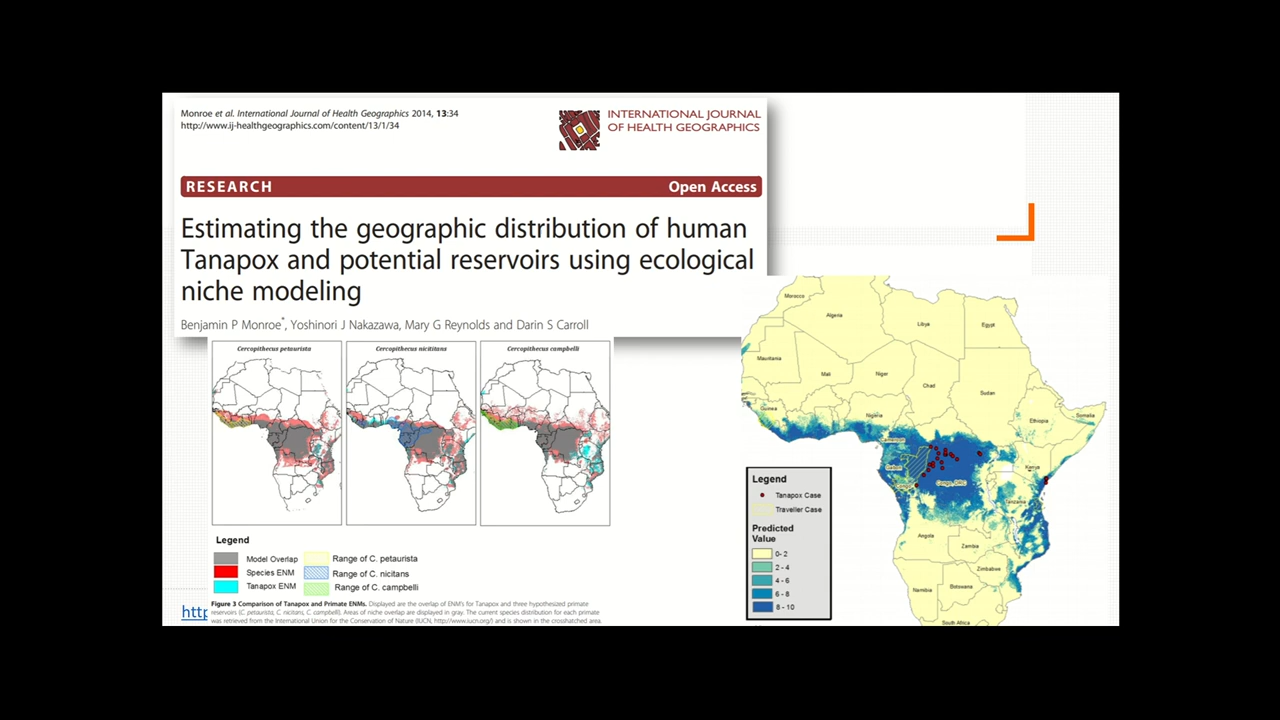 Monroe et al. International Journal of Health Geographics 2014, 13:34
http://www.ij-healthgeographics.com/content/13/1/34
INTERNATIONAL JOURNAL
OF HEALTH GEOGRAPHICS
RESEARCH
Open Access
Estimating the geographic distribution of human
Tanapox and potential reservoirs using ecological
niche modeling
Benjamin P Monroe*, Yoshinori J Nakazawa, Mary G Reynolds and Darin S Carroll
Cercopithecus petaurista
Cercopithecus nicititans
Cercopithecus campbelli
Legend
Model Overlap
Species ENM
Tanapox ENM
Range of C. petaurista
Range of C. nicitans
Range of C. campbelli
http
Figure 3 Comparison of Tanapox and Primate ENMs. Displayed are the overlap of ENM's for Tanapox and three hypothesized primate
reservoirs (C. petaurista, C. nicitans, C. campbelli). Areas of niche overlap are displayed in gray. The current species distribution for each primate
was retrieved from the International Union for the Conservation of Nature (IUCN, http://www.iucn.org/) and is shown in the crosshatched area.
Morocco
Algeria
Libya
Egypt
Mauritania
Mali
Niger
Chad
Sudan
Guinea
Nigeria
Ethiopia
Somalia
Cameroon
Gabon
Congo
Congo, DRC
Kenya
Tanzania
Angola
Zambia
Zimbabwe
Namibia
Botswana
South Africa
Legend
Tanapox Case
Traveller Case
Predicted
Value
0- 2
2 - 4
4 - 6
6 - 8
8 - 10